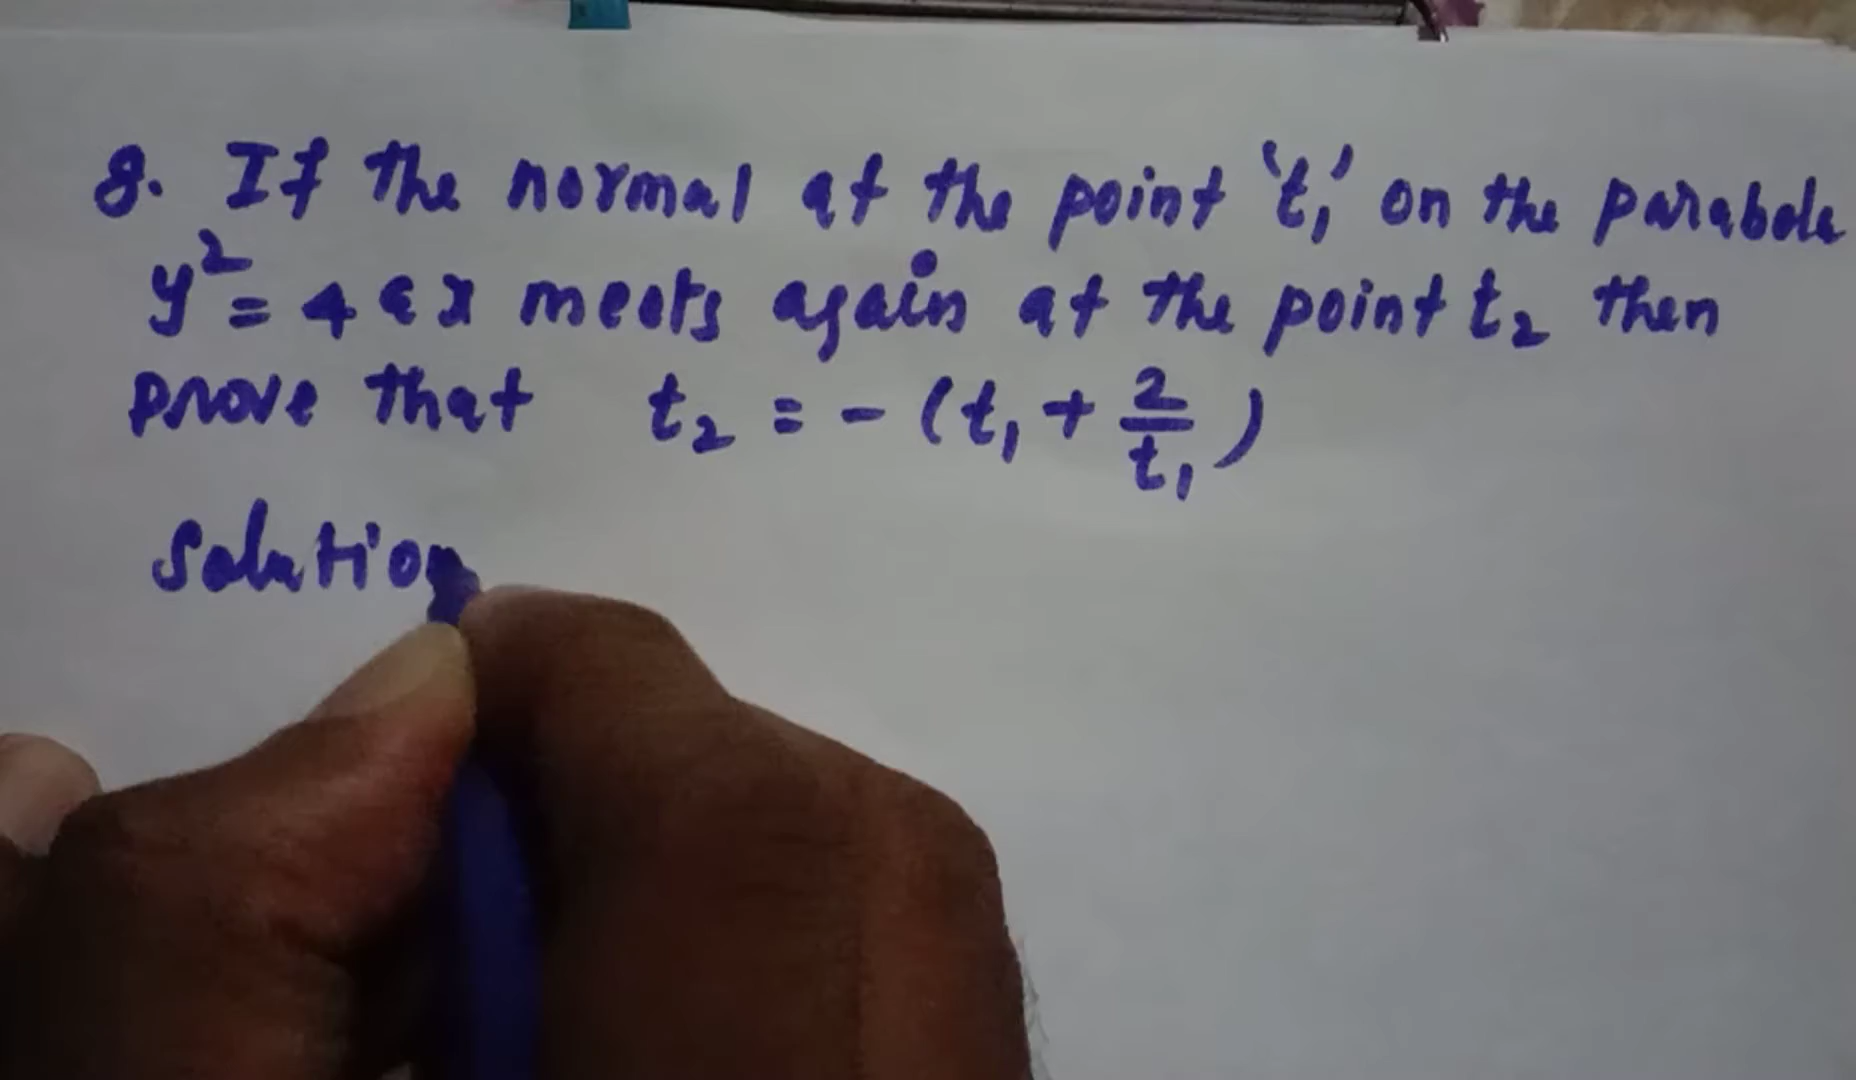 8. If the normal at the point 't₁' on the parabola
y² = 4ax meets again at the point t₂ then
prove that t₂ = - (t₁ + 2/t₁)
Solution